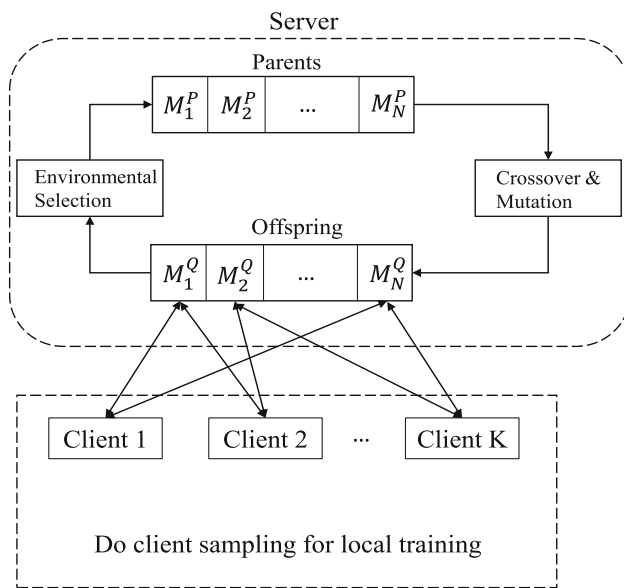 Server
Parents
M_1^P M_2^P ... M_N^P
Environmental
Selection
Crossover &
Mutation
Offspring
M_1^Q M_2^Q ... M_N^Q
Client 1 Client 2 ... Client K
Do client sampling for local training